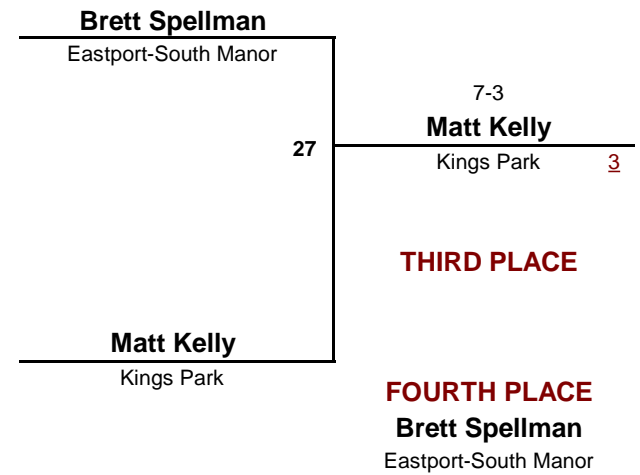 Brett Spellman
Eastport-South Manor
7-3
Matt Kelly
27
Kings Park 3
THIRD PLACE
Matt Kelly
Kings Park
FOURTH PLACE
Brett Spellman
Eastport-South Manor